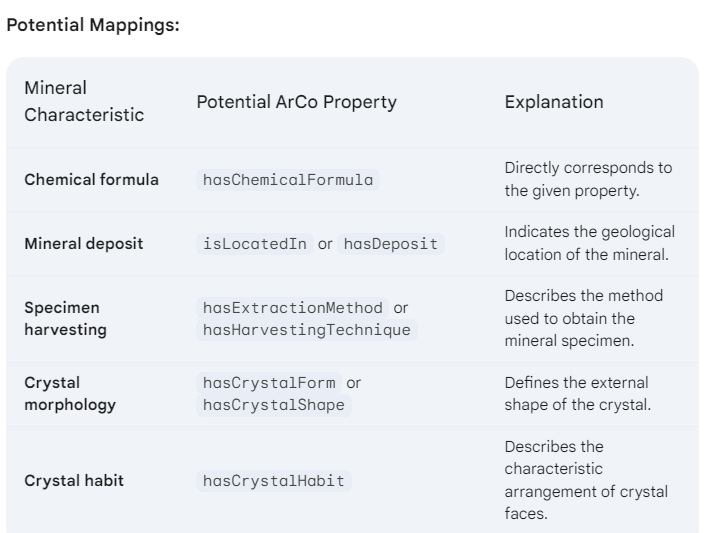 Potential Mappings:
Mineral Characteristic	Potential ArCo Property	Explanation
Chemical formula	hasChemicalFormula	Directly corresponds to the given property.
Mineral deposit	isLocatedIn or hasDeposit	Indicates the geological location of the mineral.
Specimen harvesting	hasExtractionMethod or hasHarvestingTechnique	Describes the method used to obtain the mineral specimen.
Crystal morphology	hasCrystalForm or hasCrystalShape	Defines the external shape of the crystal.
Crystal habit	hasCrystalHabit	Describes the characteristic arrangement of crystal faces.